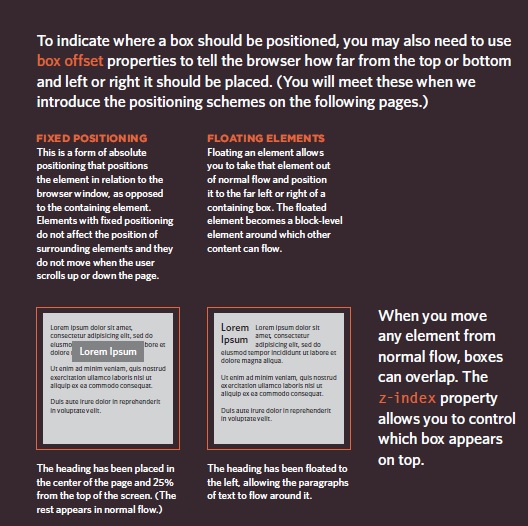 To indicate where a box should be positioned, you may also need to use
box offset properties to tell the browser how far from the top or bottom
and left or right it should be placed. (You will meet these when we
introduce the positioning schemes on the following pages.)
FIXED POSITIONING
This is a form of absolute
positioning that positions
the element in relation to the
browser window, as opposed
to the containing element.
Elements with fixed positioning
do not affect the position of
surrounding elements and they
do not move when the user
scrolls up or down the page.
FLOATING ELEMENTS
Floating an element allows
you to take that element out
of normal flow and position
it to the far left or right of a
containing box. The floated
element becomes a block-level
element around which other
content can flow.
Lorem ipsum dolor sit amet,
consectetur adipisicing elit, sed do
eiusmo bore et
dolore
Lorem Ipsum
Ut enim ad minim veniam, quis nostrud
exercitation ullamco laboris nisi ut
aliquip ex ea commodo consequat.
Duis aute irure dolor in reprehenderit
in voluptate velit.
The heading has been placed in
the center of the page and 25%
from the top of the screen. (The
rest appears in normal flow.)
Lorem
Ipsum
Lorem ipsum dolor sit
amet, consectetur
adipisicing elit, sed do
eiusmod tempor incididunt ut labore et
dolore magna aliqua.
Ut enim ad minim veniam, quis nostrud
exercitation ullamco laboris nisi ut
aliquip ex ea commodo consequat.
Duis aute irure dolor in reprehenderit
in voluptate velit.
The heading has been floated to
the left, allowing the paragraphs
of text to flow around it.
When you move
any element from
normal flow, boxes
can overlap. The
z-index property
allows you to control
which box appears
on top.